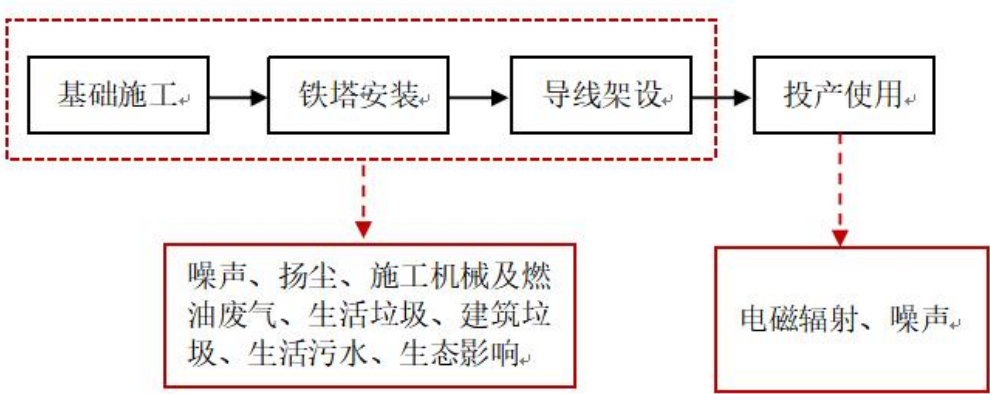 基础施工
铁塔安装
导线架设
投产使用
噪声、扬尘、施工机械及燃
油废气、生活垃圾、建筑垃
圾、生活污水、生态影响
电磁辐射、噪声